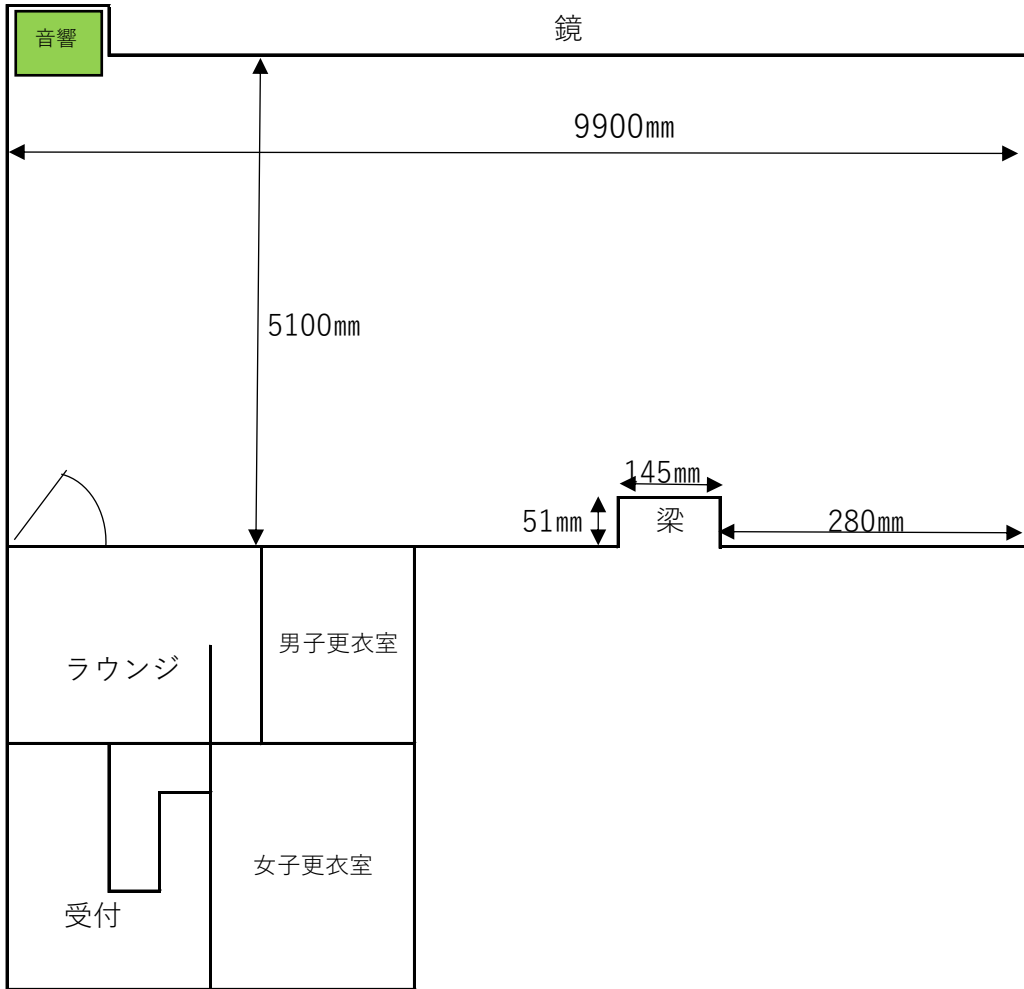 音響
鏡
9900㎜
5100㎜
145㎜
51㎜
梁
280㎜
ラウンジ
男子更衣室
女子更衣室
受付